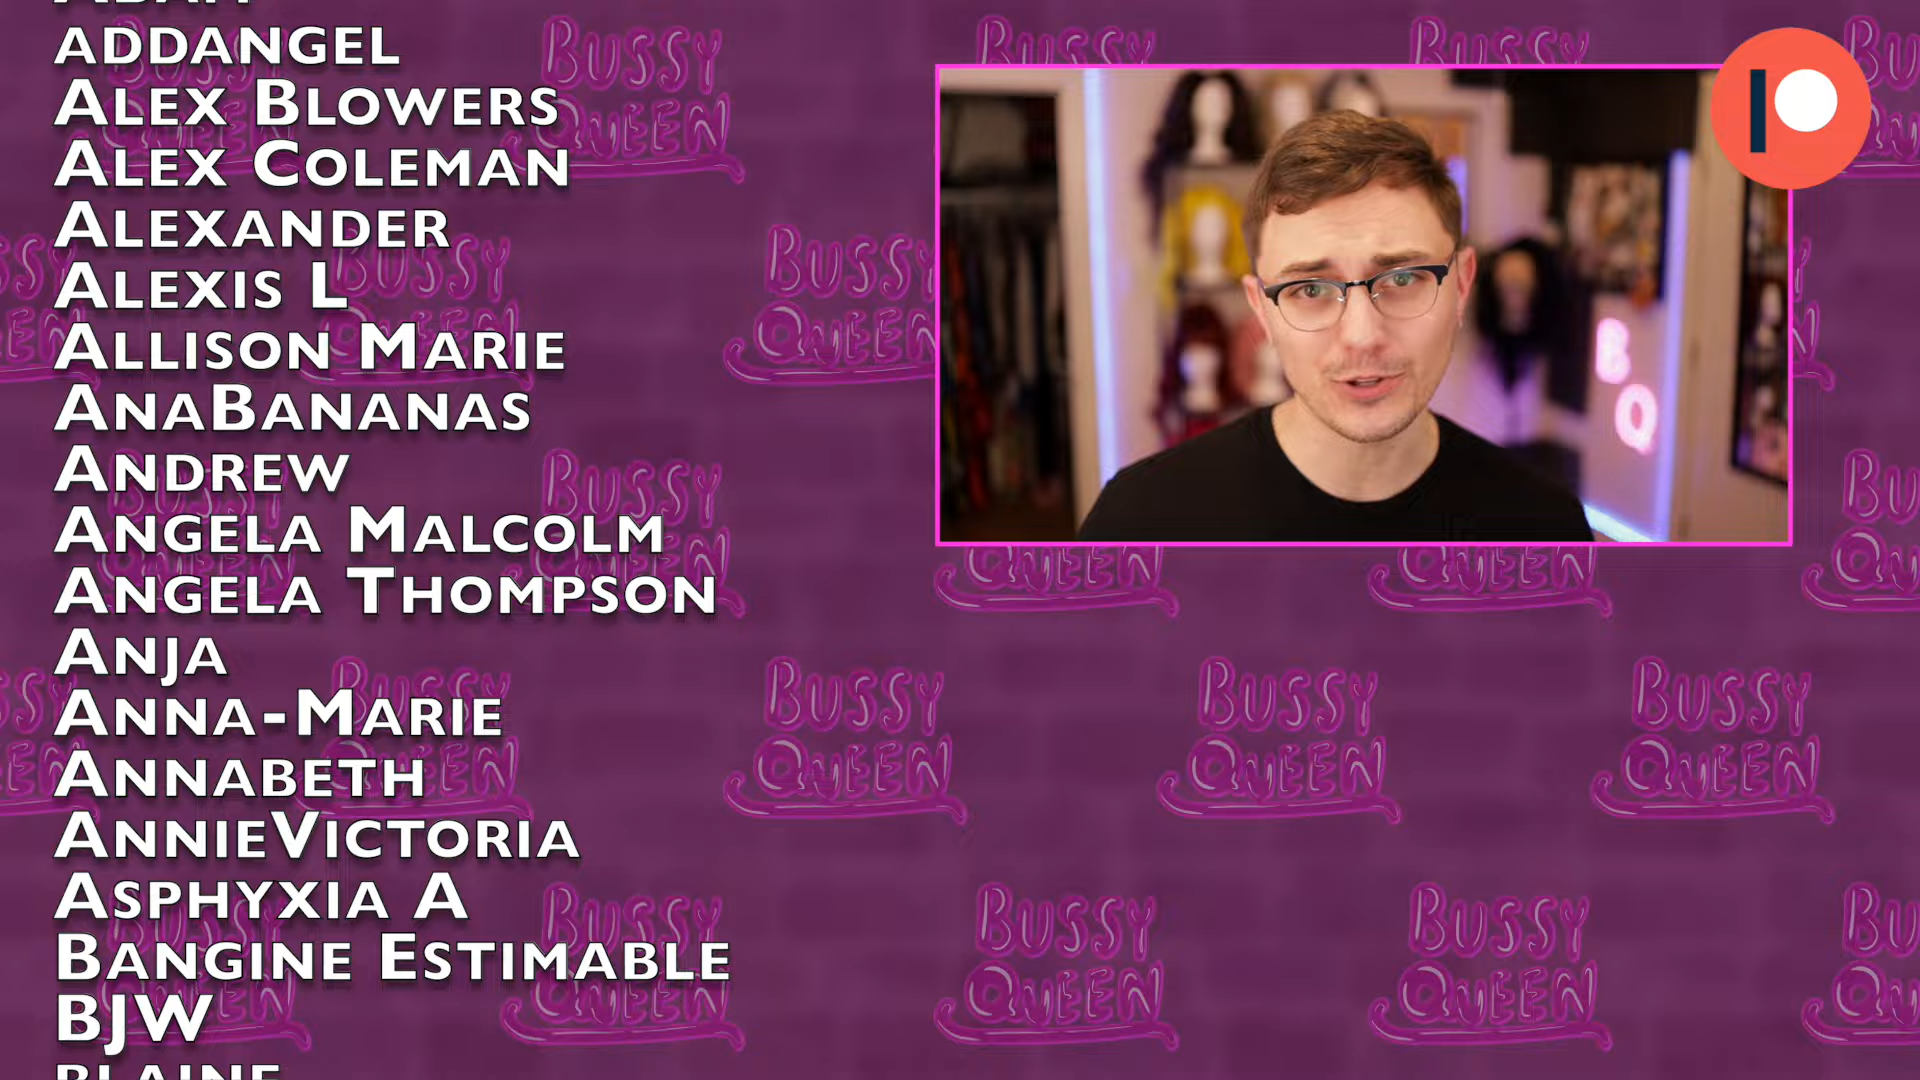 ADDANGEL
ALEX BLOWERS
ALEX COLEMAN
ALEXANDER
ALEXIS L
ALLISON MARIE
ANABANANAS
ANDREW
ANGELA MALCOLM
ANGELA THOMPSON
ANJA
ANNA-MARIE
ANNABETH
ANNIEVICTORIA
ASPHYXIA A
BANGINE ESTIMABLE
BJW
BLAINE
B
Q
BUSSY
QUEEN